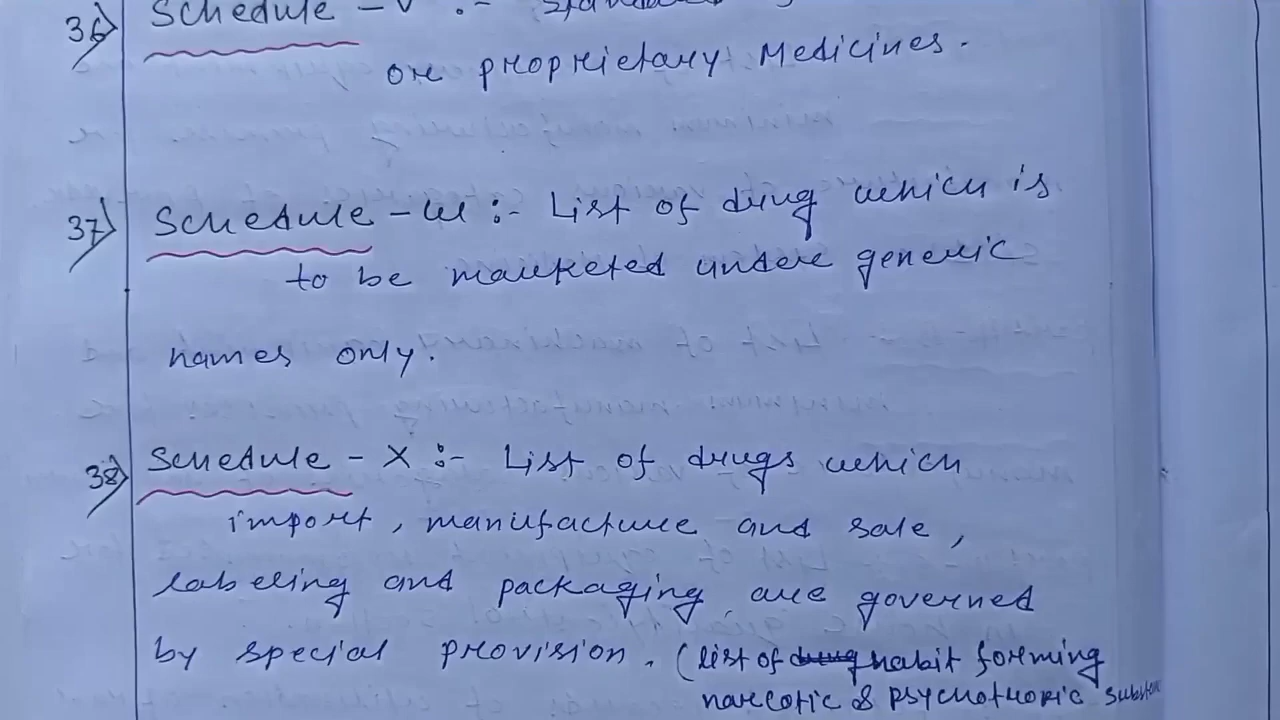 36) Schedule - V :-
or proprietary Medicines.
37) Schedule - W :- List of drug which is
to be marketed under generic
names only.
38) Schedule - X :- List of drugs which
import, manufacture and sale,
labeling and packaging are governed
by special provision. (list of drug habit forming
narcotic & psychothoric